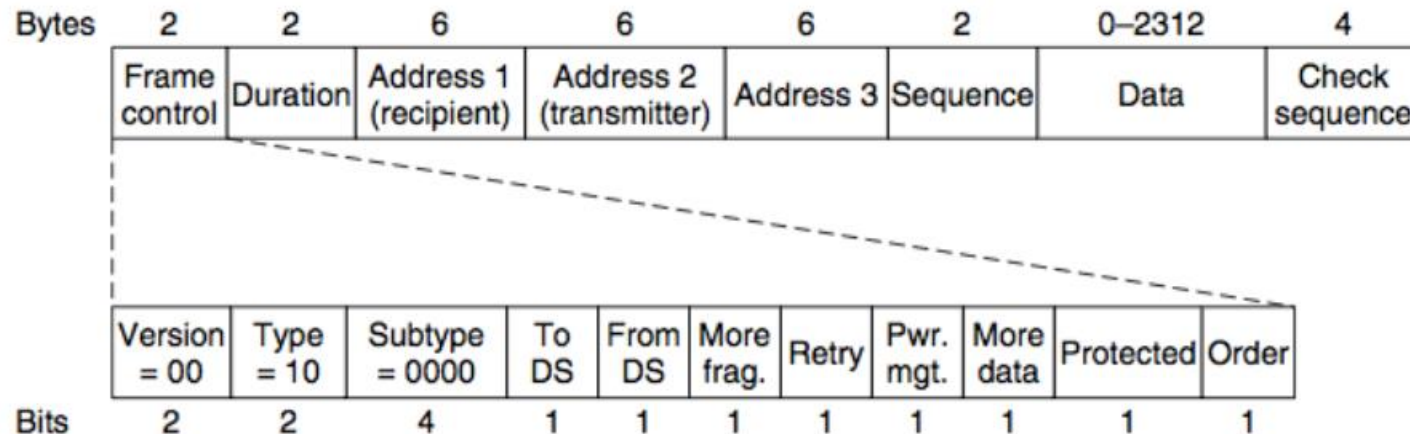 Bytes 2 2 6 6 6 2 0–2312 4
Frame control Duration Address 1 (recipient) Address 2 (transmitter) Address 3 Sequence Data Check sequence
Version = 00 Type = 10 Subtype = 0000 To DS From DS More frag. Retry Pwr. mgt. More data Protected Order
Bits 2 2 4 1 1 1 1 1 1 1 1